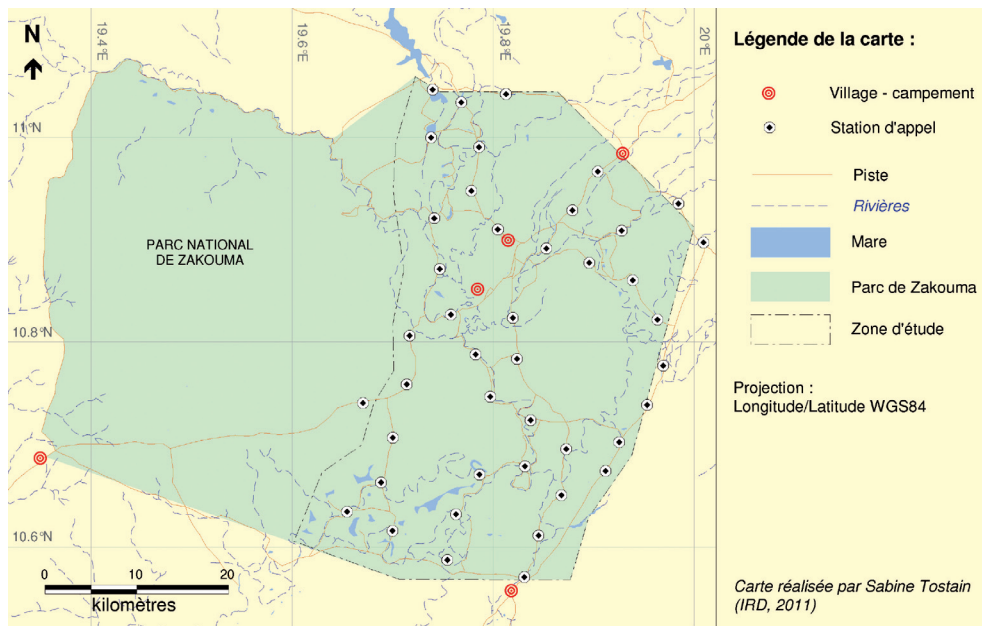 N
19.4°E
19.6°E
19.8°E
20°E
11°N
10.8°N
10.6°N
PARC NATIONAL
DE ZAKOUMA
0 10 20
kilomètres
Légende de la carte :
Village - campement
Station d'appel
Piste
Rivières
Mare
Parc de Zakouma
Zone d'étude
Projection :
Longitude/Latitude WGS84
Carte réalisée par Sabine Tostain
(IRD, 2011)